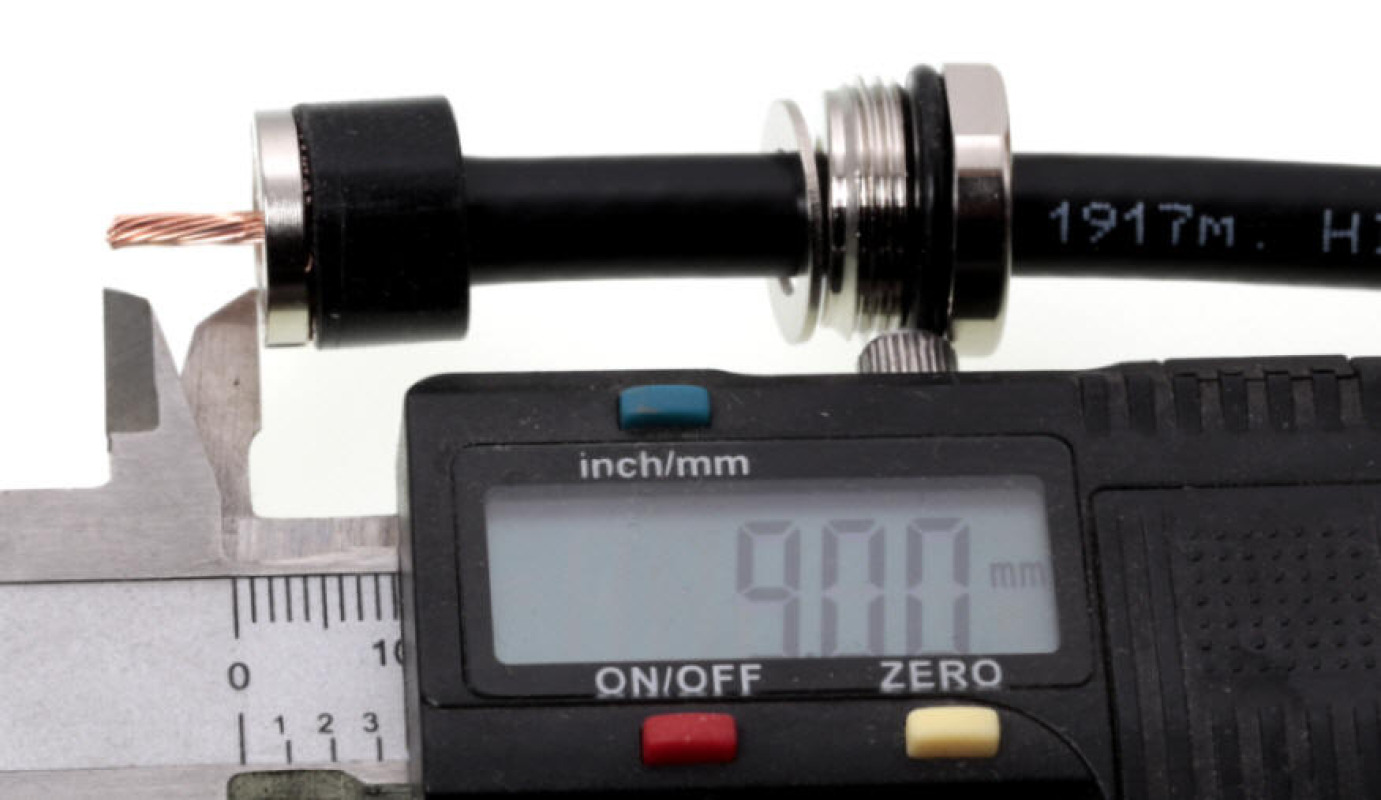 1917m. H
inch/mm
9.00 mm
ON/OFF ZERO
0 10
1 2 3